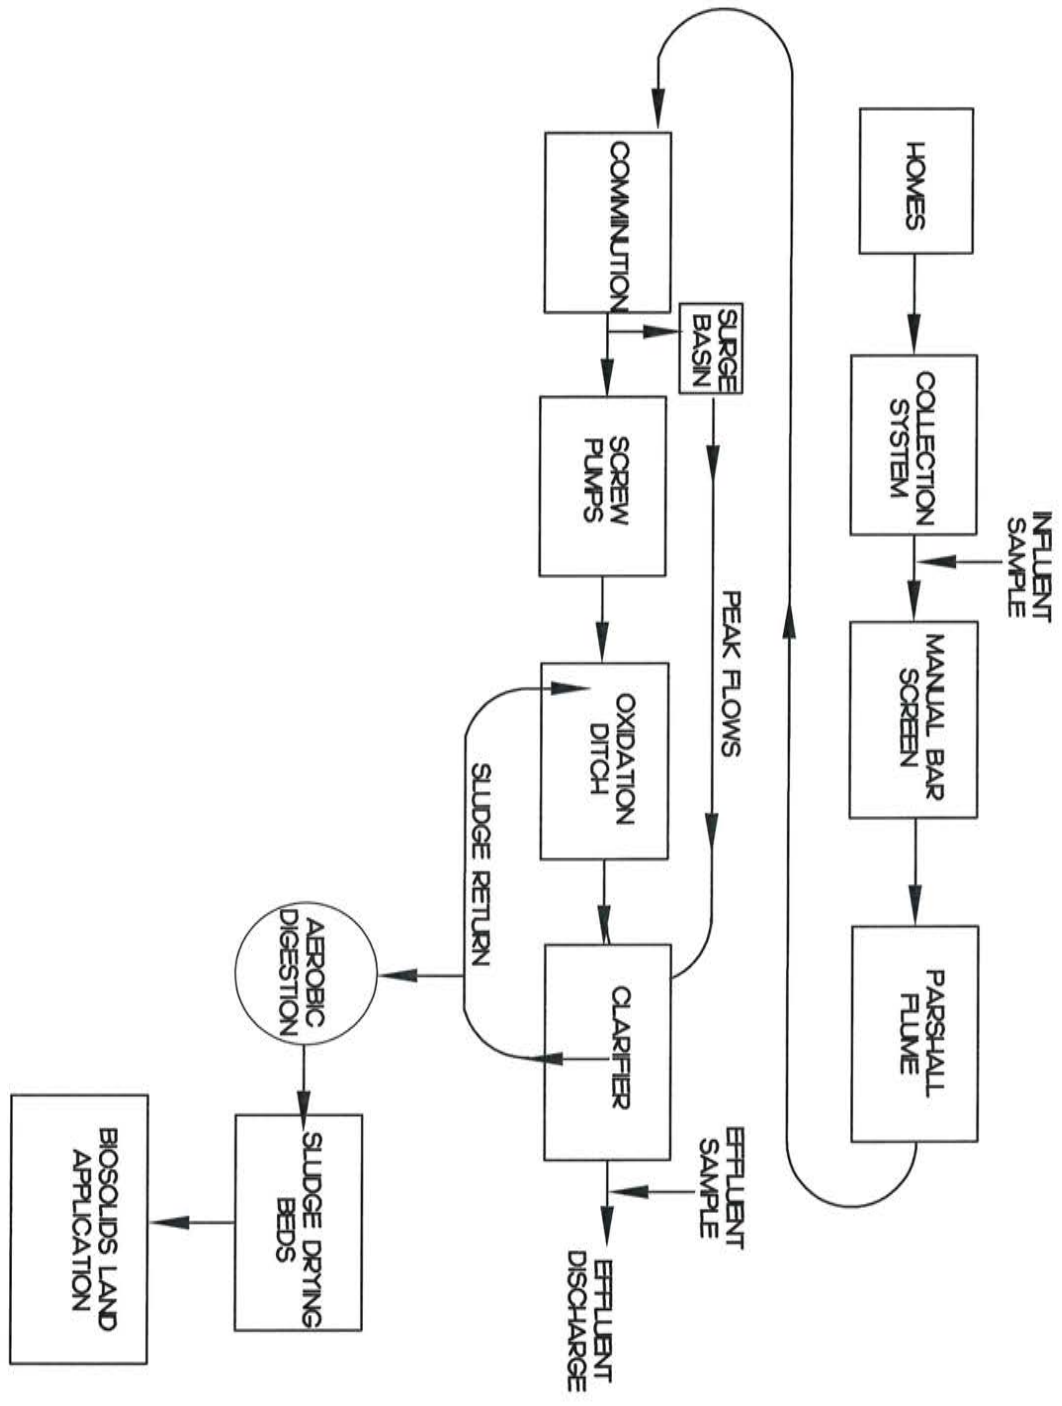 HOMES
COLLECTION
SYSTEM
INFLUENT
SAMPLE
MANUAL BAR
SCREEN
PARSHALL
FLUME
COMMINUTION
SURGE
BASIN
SCREW
PUMPS
PEAK FLOWS
OXIDATION
DITCH
SLUDGE RETURN
CLARIFIER
EFFLUENT
SAMPLE
EFFLUENT
DISCHARGE
AEROBIC
DIGESTION
SLUDGE DRYING
BEDS
BIOSOLIDS LAND
APPLICATION